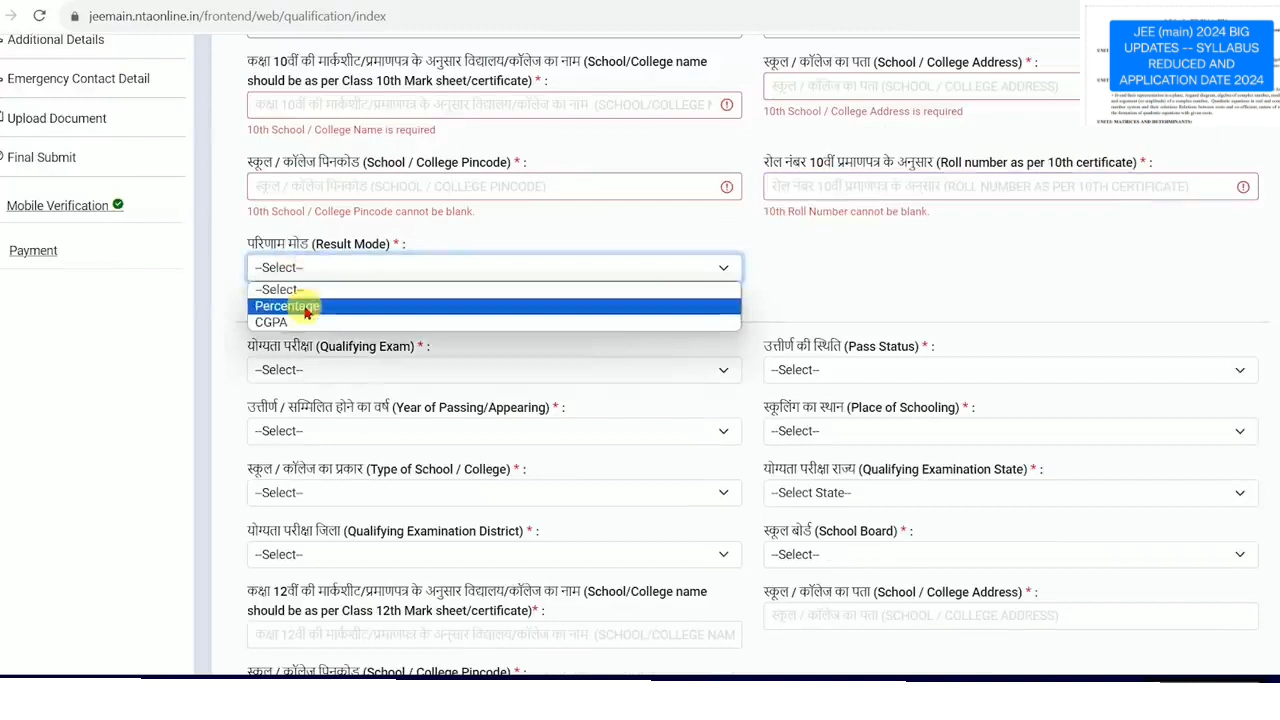 jeemain.ntaonline.in/frontend/web/qualification/index
JEE (main) 2024 BIG
UPDATES -- SYLLABUS
REDUCED AND
APPLICATION DATE 2024
Additional Details
Emergency Contact Detail
Upload Document
Final Submit
Mobile Verification
Payment
कक्षा 10वीं की मार्कशीट/प्रमाणपत्र के अनुसार विद्यालय/कॉलेज का नाम (School/College name
should be as per Class 10th Mark sheet/certificate) * :
कक्षा 10वीं की मार्कशीट/प्रमाणपत्र के अनुसार विद्यालय/कॉलेज का नाम (SCHOOL/COLLEGE N
10th School / College Name is required
स्कूल / कॉलेज का पता (School / College Address) * :
स्कूल / कॉलेज का पता (SCHOOL / COLLEGE ADDRESS)
10th School / College Address is required
स्कूल / कॉलेज पिनकोड (School / College Pincode) * :
स्कूल / कॉलेज पिनकोड (SCHOOL / COLLEGE PINCODE)
10th School / College Pincode cannot be blank.
रोल नंबर 10वीं प्रमाणपत्र के अनुसार (Roll number as per 10th certificate) * :
रोल नंबर 10वीं प्रमाणपत्र के अनुसार (ROLL NUMBER AS PER 10TH CERTIFICATE)
10th Roll Number cannot be blank.
परिणाम मोड (Result Mode) * :
--Select--
--Select--
Percentage
CGPA
योग्यता परीक्षा (Qualifying Exam) * :
--Select--
उत्तीर्ण की स्थिति (Pass Status) * :
--Select--
उत्तीर्ण / सम्मिलित होने का वर्ष (Year of Passing/Appearing) * :
--Select--
स्कूलिंग का स्थान (Place of Schooling) * :
--Select--
स्कूल / कॉलेज का प्रकार (Type of School / College) * :
--Select--
योग्यता परीक्षा राज्य (Qualifying Examination State) * :
--Select State--
योग्यता परीक्षा जिला (Qualifying Examination District) * :
--Select--
स्कूल बोर्ड (School Board) * :
--Select--
कक्षा 12वीं की मार्कशीट/प्रमाणपत्र के अनुसार विद्यालय/कॉलेज का नाम (School/College name
should be as per Class 12th Mark sheet/certificate)* :
कक्षा 12वीं की मार्कशीट/प्रमाणपत्र के अनुसार विद्यालय/कॉलेज का नाम (SCHOOL/COLLEGE NAM
स्कूल / कॉलेज का पता (School / College Address) * :
स्कूल / कॉलेज का पता (SCHOOL / COLLEGE ADDRESS)
स्कूल / कॉलेज पिनकोड (School / College Pincode) * :